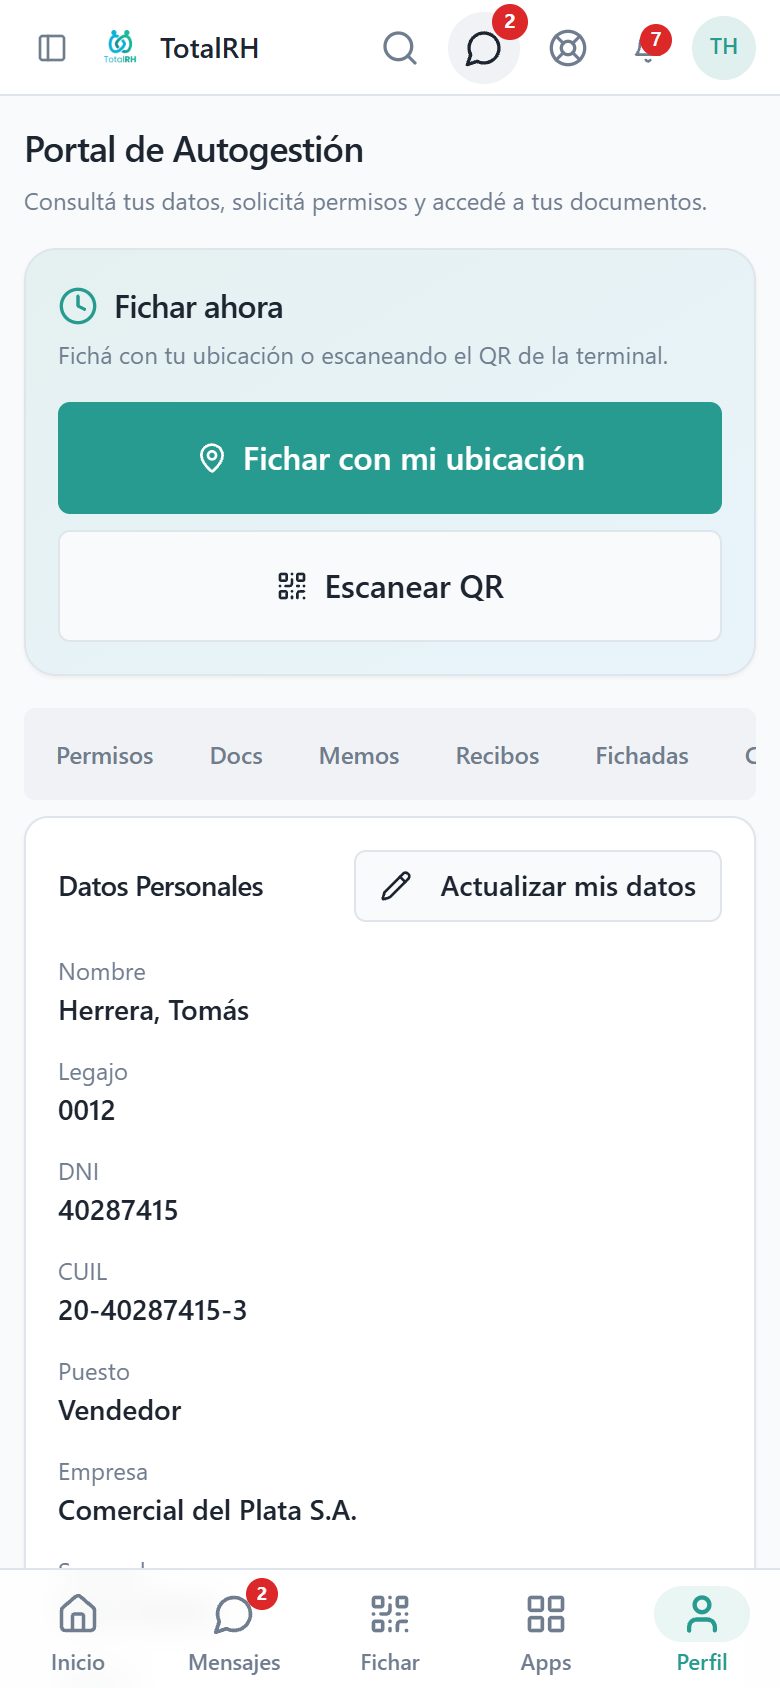 2
7
TotalRH
TotalRH
TH
Portal de Autogestión
Consultá tus datos, solicitá permisos y accedé a tus documentos.
Fichar ahora
Fichá con tu ubicación o escaneando el QR de la terminal.
Fichar con mi ubicación
Escanear QR
Permisos Docs Memos Recibos Fichadas
Datos Personales
Actualizar mis datos
Nombre
Herrera, Tomás
Legajo
0012
DNI
40287415
CUIL
20-40287415-3
Puesto
Vendedor
Empresa
Comercial del Plata S.A.
2
Inicio Mensajes Fichar Apps Perfil